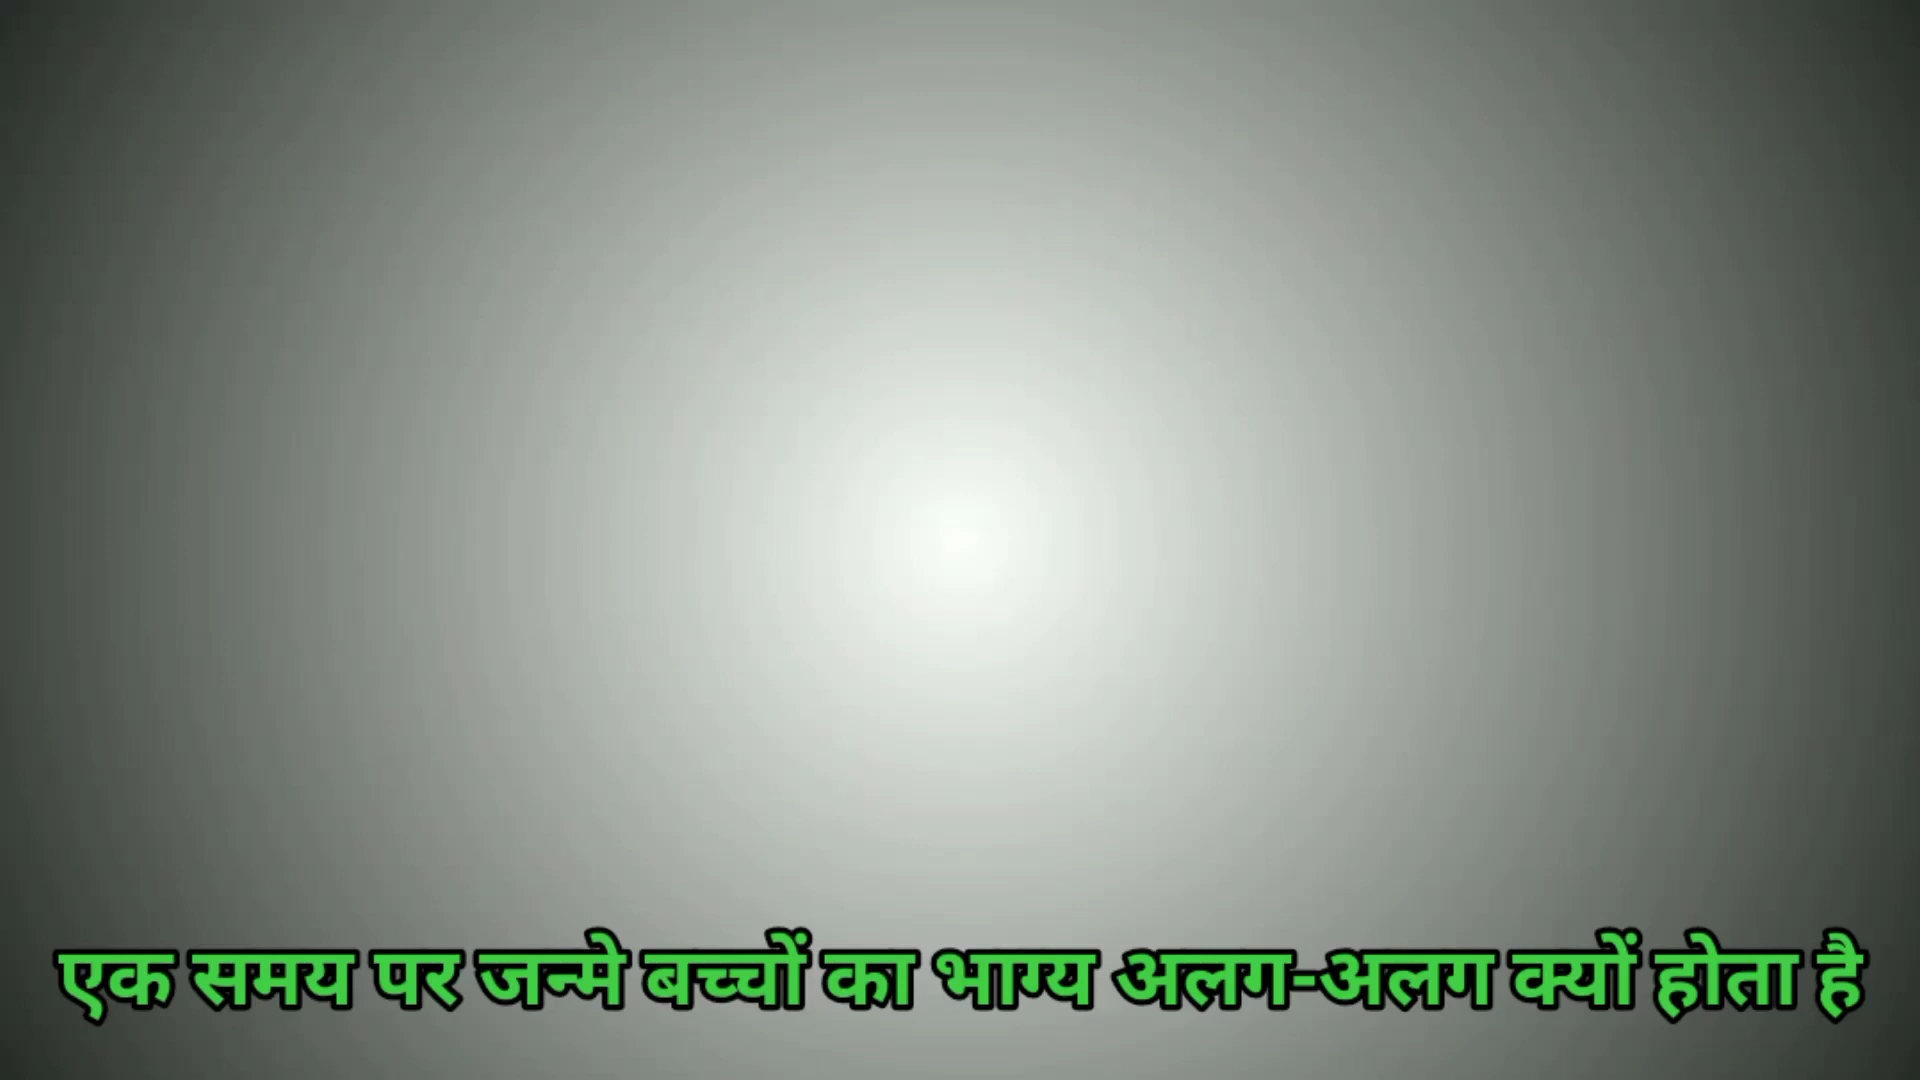 एक समय पर जन्मे बच्चों का भाग्य अलग-अलग क्यों होता है